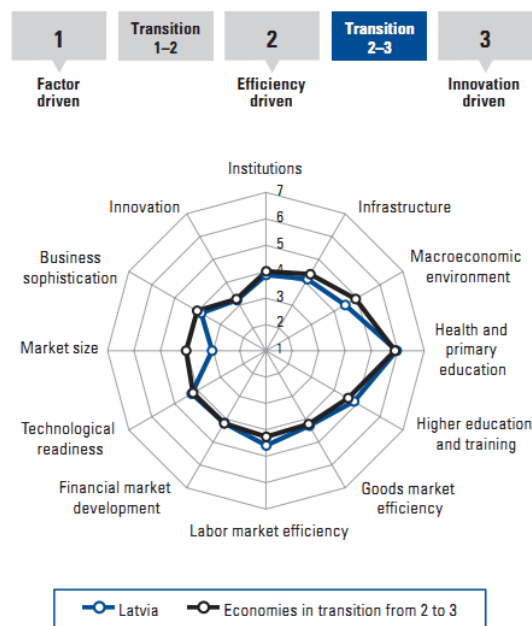 1
Transition
1–2
2
Transition
2–3
3
Factor
driven
Efficiency
driven
Innovation
driven
Institutions
Infrastructure
Macroeconomic
environment
Health and
primary
education
Higher education
and training
Goods market
efficiency
Labor market efficiency
Financial market
development
Technological
readiness
Market size
Business
sophistication
Innovation
7
6
5
4
3
2
1
Latvia
Economies in transition from 2 to 3